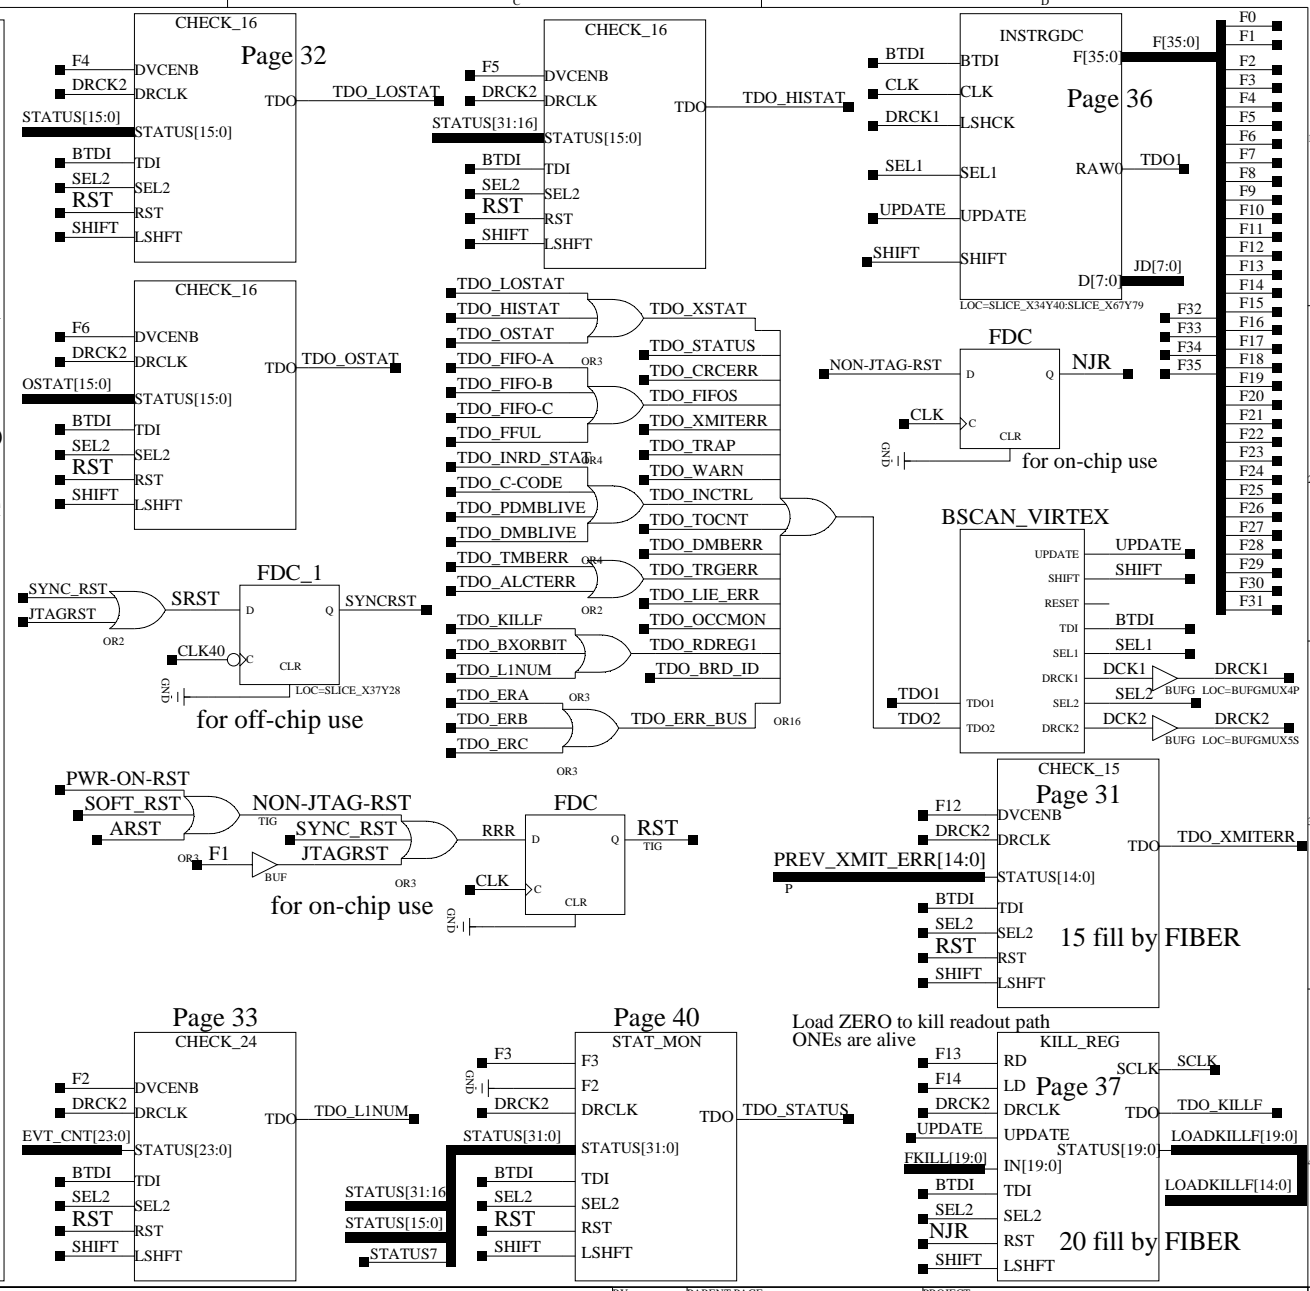 C
D
CHECK_16
Page 32
F4
DVCENB
DRCK2
DRCLK
TDO
TDO_LOSTAT
STATUS[15:0]
STATUS[15:0]
BTDI
TDI
SEL2
SEL2
RST
RST
SHIFT
LSHFT
CHECK_16
F5
DVCENB
DRCK2
DRCLK
TDO
TDO_HISTAT
STATUS[31:16]
STATUS[15:0]
BTDI
TDI
SEL2
SEL2
RST
RST
SHIFT
LSHFT
INSTRGDC
Page 36
BTDI
BTDI
F[35:0]
F[35:0]
CLK
CLK
DRCK1
LSHCK
RAW0
TDO1
SEL1
SEL1
UPDATE
UPDATE
SHIFT
SHIFT
D[7:0]
JD[7:0]
LOC=SLICE_X34Y40:SLICE_X67Y79
F0
F1
F2
F3
F4
F5
F6
F7
F8
F9
F10
F11
F12
F13
F14
F15
F16
F17
F18
F19
F20
F21
F22
F23
F24
F25
F26
F27
F28
F29
F30
F31
F32
F33
F34
F35
CHECK_16
F6
DVCENB
DRCK2
DRCLK
TDO
TDO_OSTAT
OSTAT[15:0]
STATUS[15:0]
BTDI
TDI
SEL2
SEL2
RST
RST
SHIFT
LSHFT
TDO_LOSTAT
TDO_HISTAT
TDO_OSTAT
OR3
TDO_FIFO-A
TDO_FIFO-B
TDO_FIFO-C
TDO_FFUL
OR4
TDO_INRD_STAT
TDO_C-CODE
TDO_PDMBLIVE
TDO_DMBLIVE
OR4
TDO_TMBERR
TDO_ALCTERR
OR2
TDO_KILLF
TDO_BXORBIT
TDO_L1NUM
OR3
TDO_ERA
TDO_ERB
TDO_ERC
OR3
TDO_XSTAT
TDO_STATUS
TDO_CRCERR
TDO_FIFOS
TDO_XMITERR
TDO_TRAP
TDO_WARN
TDO_INCTRL
TDO_TOCNT
TDO_DMBERR
TDO_TRGERR
TDO_LIE_ERR
TDO_OCCMON
TDO_RDREG1
TDO_BRD_ID
TDO_ERR_BUS
OR16
FDC
NON-JTAG-RST
D
Q
NJR
CLK
C
CLR
GND
for on-chip use
BSCAN_VIRTEX
UPDATE
UPDATE
SHIFT
SHIFT
RESET
TDI
BTDI
SEL1
SEL1
DRCK1
DCK1
BUFG
DRCK1
LOC=BUFGMUX4P
TDO1
TDO1
SEL2
SEL2
TDO2
TDO2
DRCK2
DCK2
BUFG
DRCK2
LOC=BUFGMUX5S
SYNC_RST
JTAGRST
OR2
SRST
FDC_1
D
Q
SYNCRST
CLK40
C
CLR
GND
LOC=SLICE_X37Y28
for off-chip use
PWR-ON-RST
SOFT_RST
ARST
OR3
NON-JTAG-RST
TIG
SYNC_RST
F1
BUF
JTAGRST
OR3
RRR
FDC
D
Q
RST
TIG
CLK
C
CLR
GND
for on-chip use
CHECK_15
Page 31
F12
DVCENB
DRCK2
DRCLK
TDO
TDO_XMITERR
PREV_XMIT_ERR[14:0]
P
STATUS[14:0]
BTDI
TDI
SEL2
SEL2
RST
RST
SHIFT
LSHFT
15 fill by FIBER
Page 33
CHECK_24
F2
DVCENB
DRCK2
DRCLK
TDO
TDO_L1NUM
EVT_CNT[23:0]
STATUS[23:0]
BTDI
TDI
SEL2
SEL2
RST
RST
SHIFT
LSHFT
Page 40
STAT_MON
F3
F3
GND
F2
DRCK2
DRCLK
TDO
TDO_STATUS
STATUS[31:0]
STATUS[31:0]
BTDI
TDI
STATUS[31:16
SEL2
SEL2
STATUS[15:0]
RST
RST
STATUS7
SHIFT
LSHFT
Load ZERO to kill readout path
ONEs are alive
KILL_REG
Page 37
F13
RD
SCLK
SCLK
F14
LD
DRCK2
DRCLK
TDO
TDO_KILLF
UPDATE
UPDATE
STATUS[19:0]
LOADKILLF[19:0]
FKILL[19:0]
IN[19:0]
LOADKILLF[14:0]
BTDI
TDI
SEL2
SEL2
NJR
RST
SHIFT
LSHFT
20 fill by FIBER